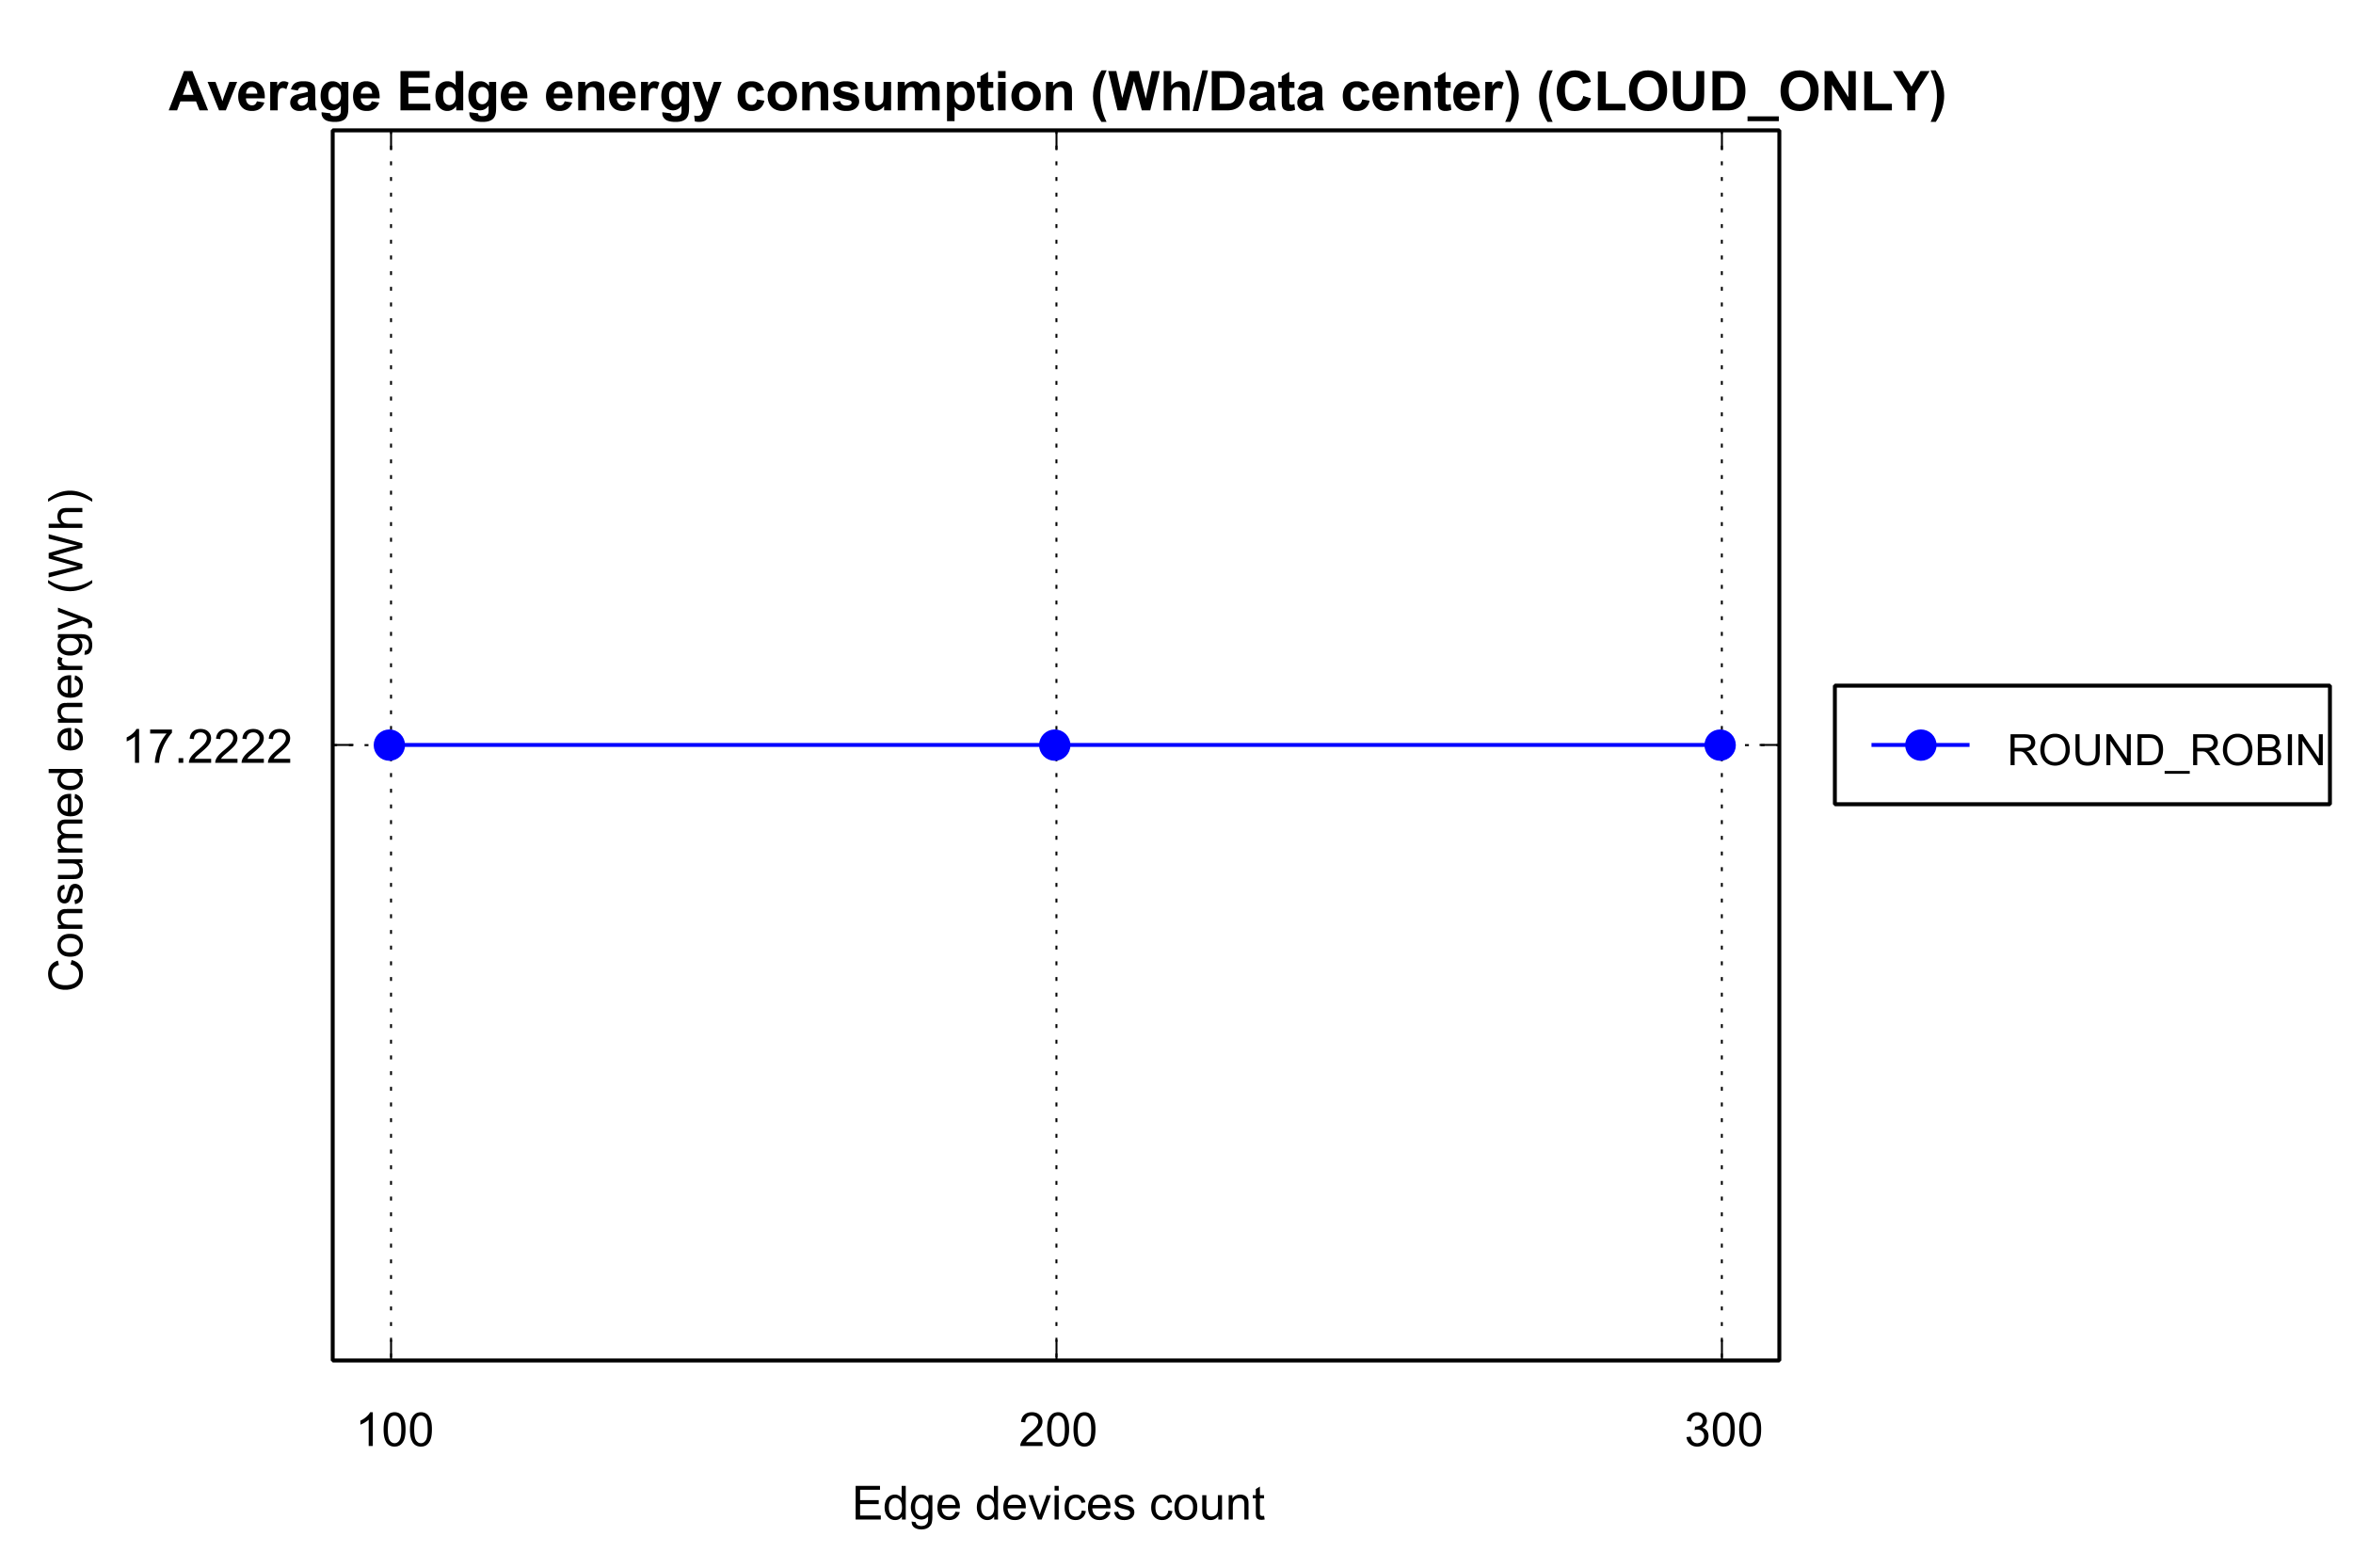 Average Edge energy consumption (Wh/Data center) (CLOUD_ONLY)
Consumed energy (Wh)
17.2222
ROUND_ROBIN
100 200 300
Edge devices count